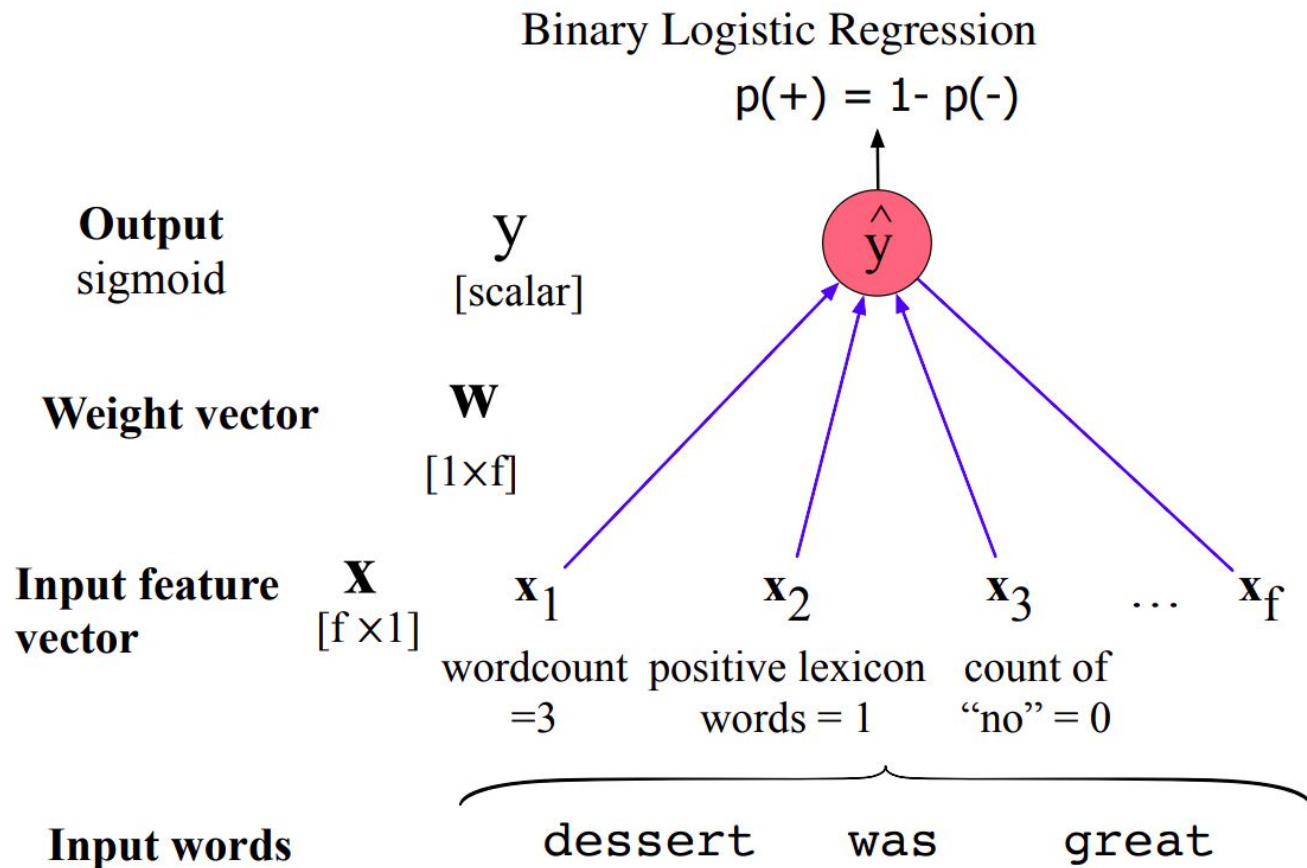 Binary Logistic Regression
p(+) = 1- p(-)
Output
sigmoid
y
[scalar]
ŷ
Weight vector
w
[1×f]
Input feature
vector
x
[f ×1]
x₁
x₂
x₃
...
x_f
wordcount
=3
positive lexicon
words = 1
count of
“no” = 0
Input words
dessert was great